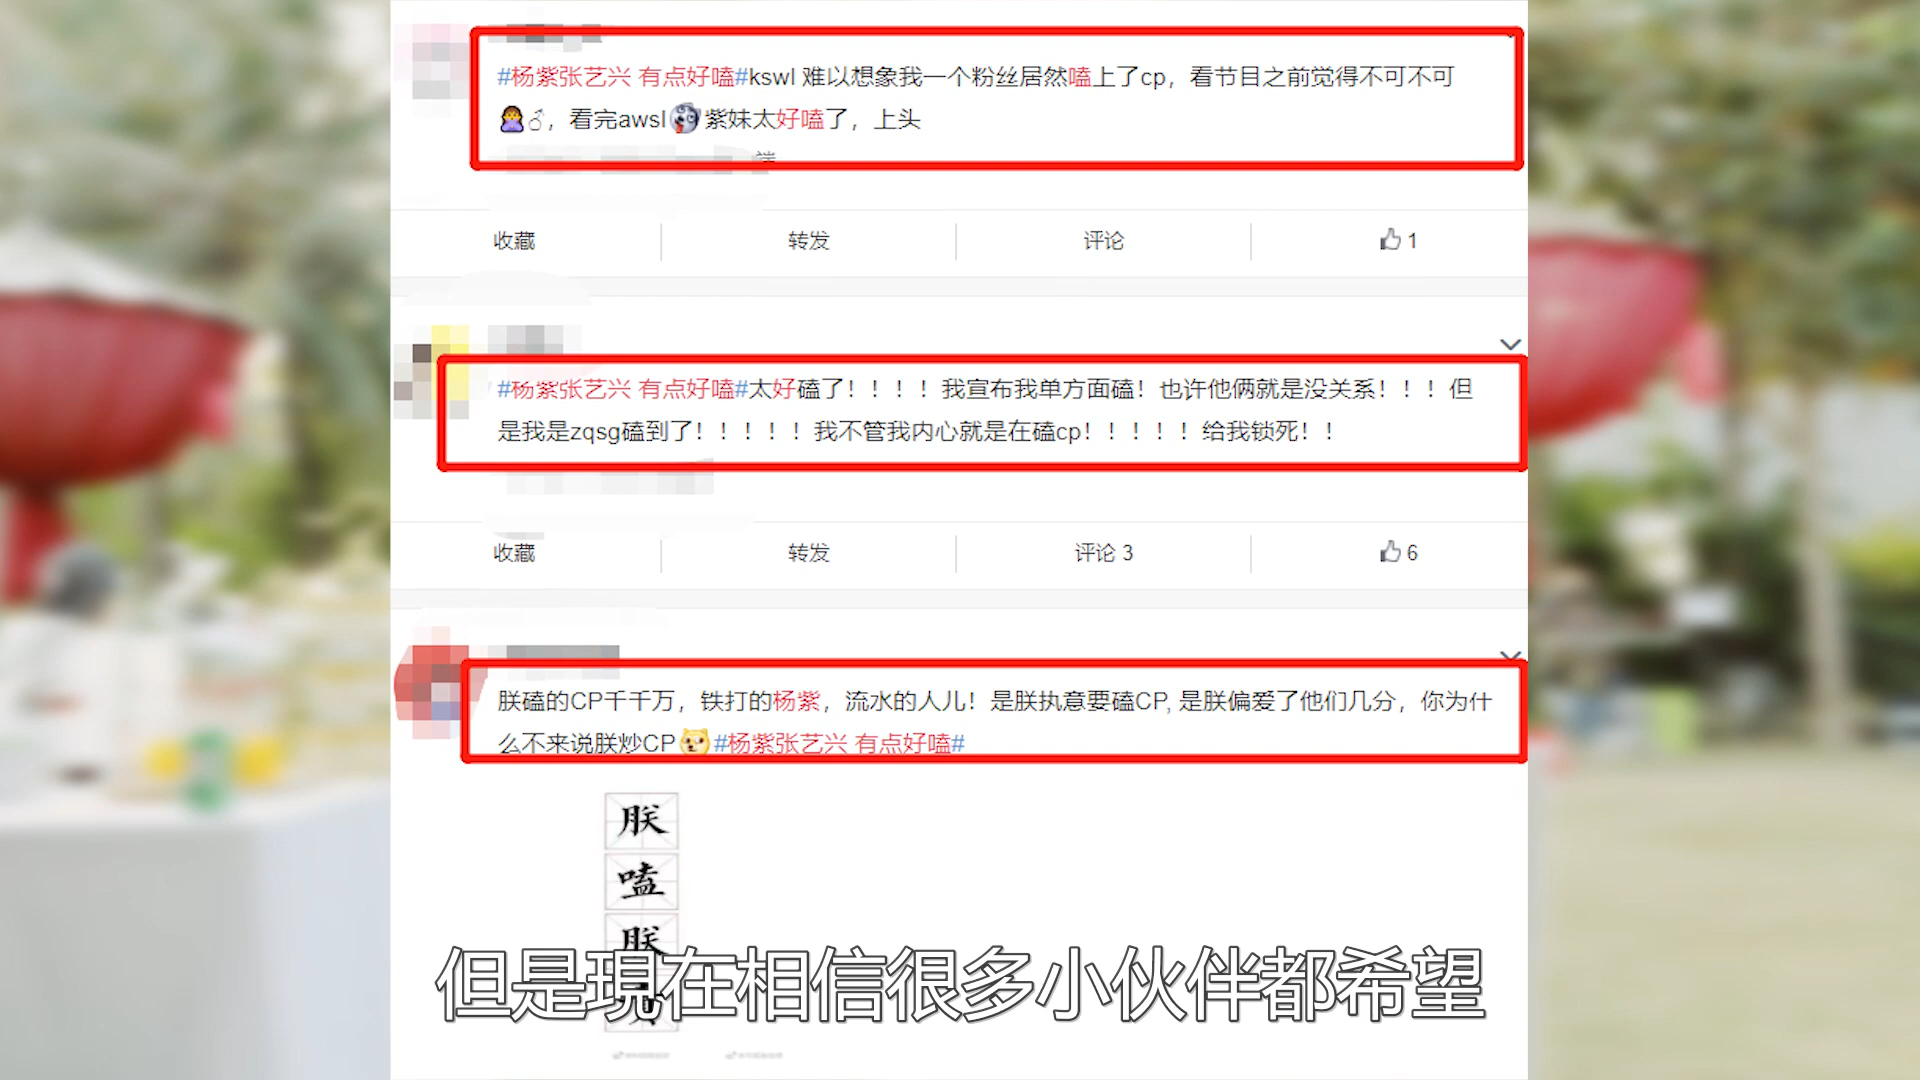 #杨紫张艺兴 有点好嗑#kswl 难以想象我一个粉丝居然嗑上了cp，看节目之前觉得不可不可
♂，看完awsl 紫妹太好嗑了，上头
收藏 转发 评论 1
#杨紫张艺兴 有点好嗑#太好磕了！！！！我宣布我单方面磕！也许他俩就是没关系！！！但
是我是zqsg磕到了！！！！！我不管我内心就是在磕cp！！！！！给我锁死！！
收藏 转发 评论 3 6
朕磕的CP千千万，铁打的杨紫，流水的人儿！是朕执意要磕CP, 是朕偏爱了他们几分，你为什
么不来说朕炒CP #杨紫张艺兴 有点好嗑#
朕
嗑
朕
但是現在相信很多小伙伴都希望